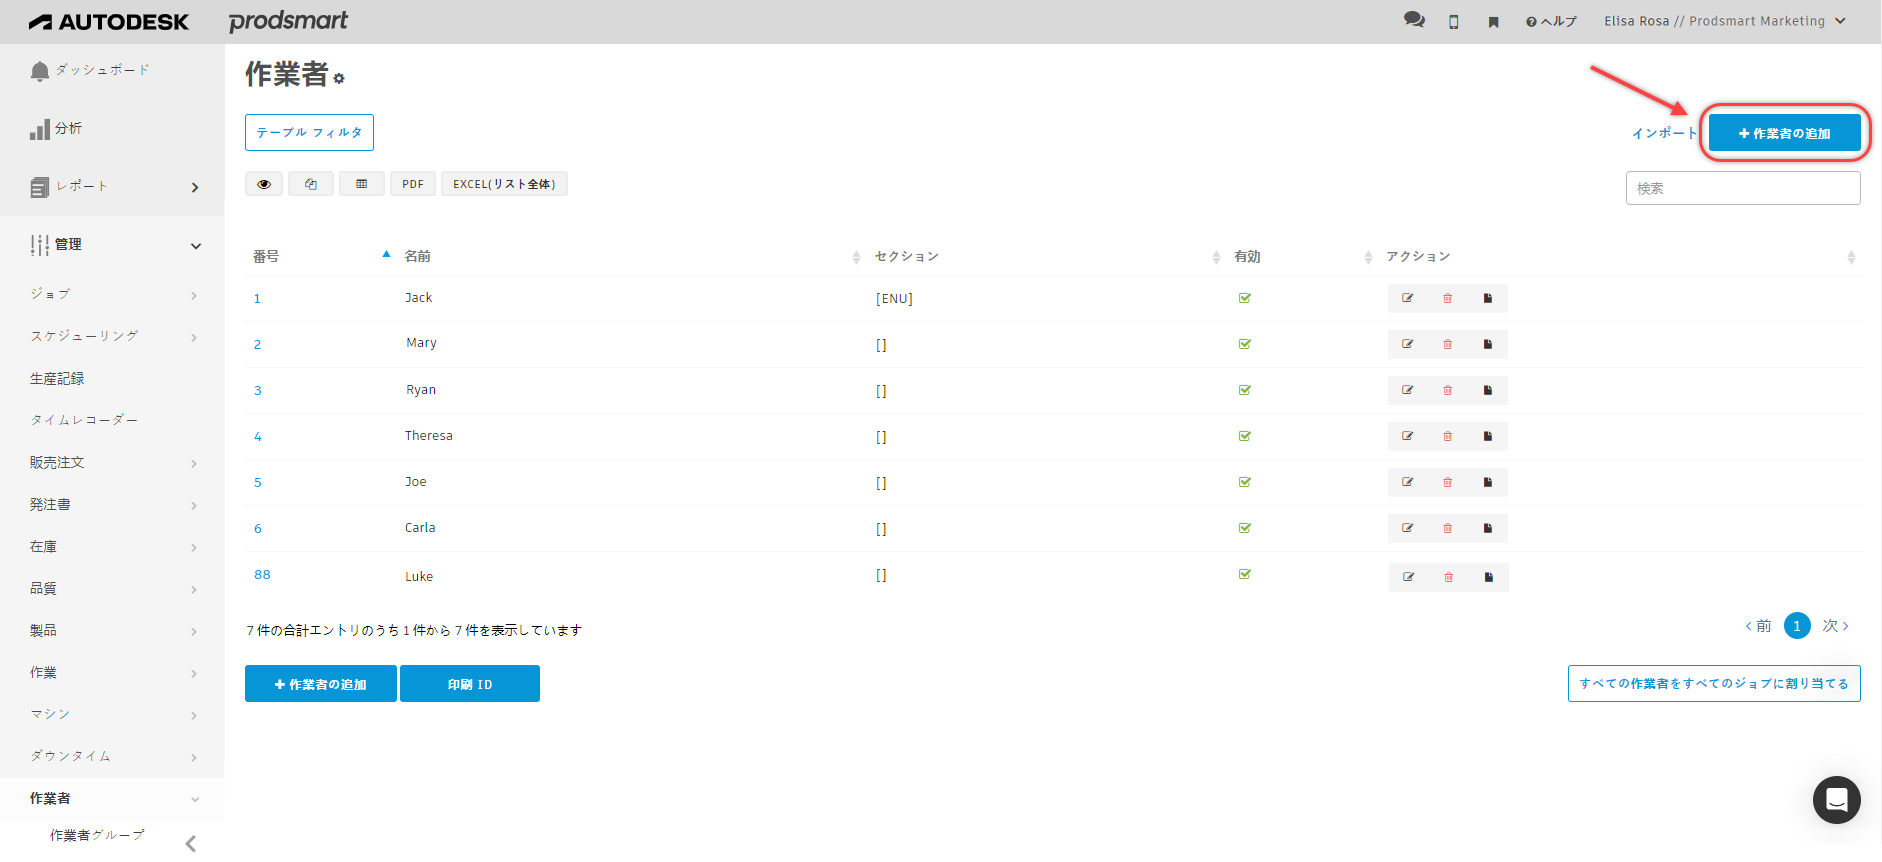 AUTODESK prodsmart ヘルプ Elisa Rosa // Prodsmart Marketing
ダッシュボード
分析
レポート
管理
ジョブ
スケジューリング
生産記録
タイムレコーダー
販売注文
発注書
在庫
品質
製品
作業
マシン
ダウンタイム
作業者
作業者グループ
作業者
テーブル フィルタ
インポート
作業者の追加
PDF EXCEL(リスト全体)
検索
番号 名前 セクション 有効 アクション
1 Jack [ENU]
2 Mary []
3 Ryan []
4 Theresa []
5 Joe []
6 Carla []
88 Luke []
7 件の合計エントリのうち 1 件から 7 件を表示しています
前 1 次
作業者の追加 印刷 ID
すべての作業者をすべてのジョブに割り当てる